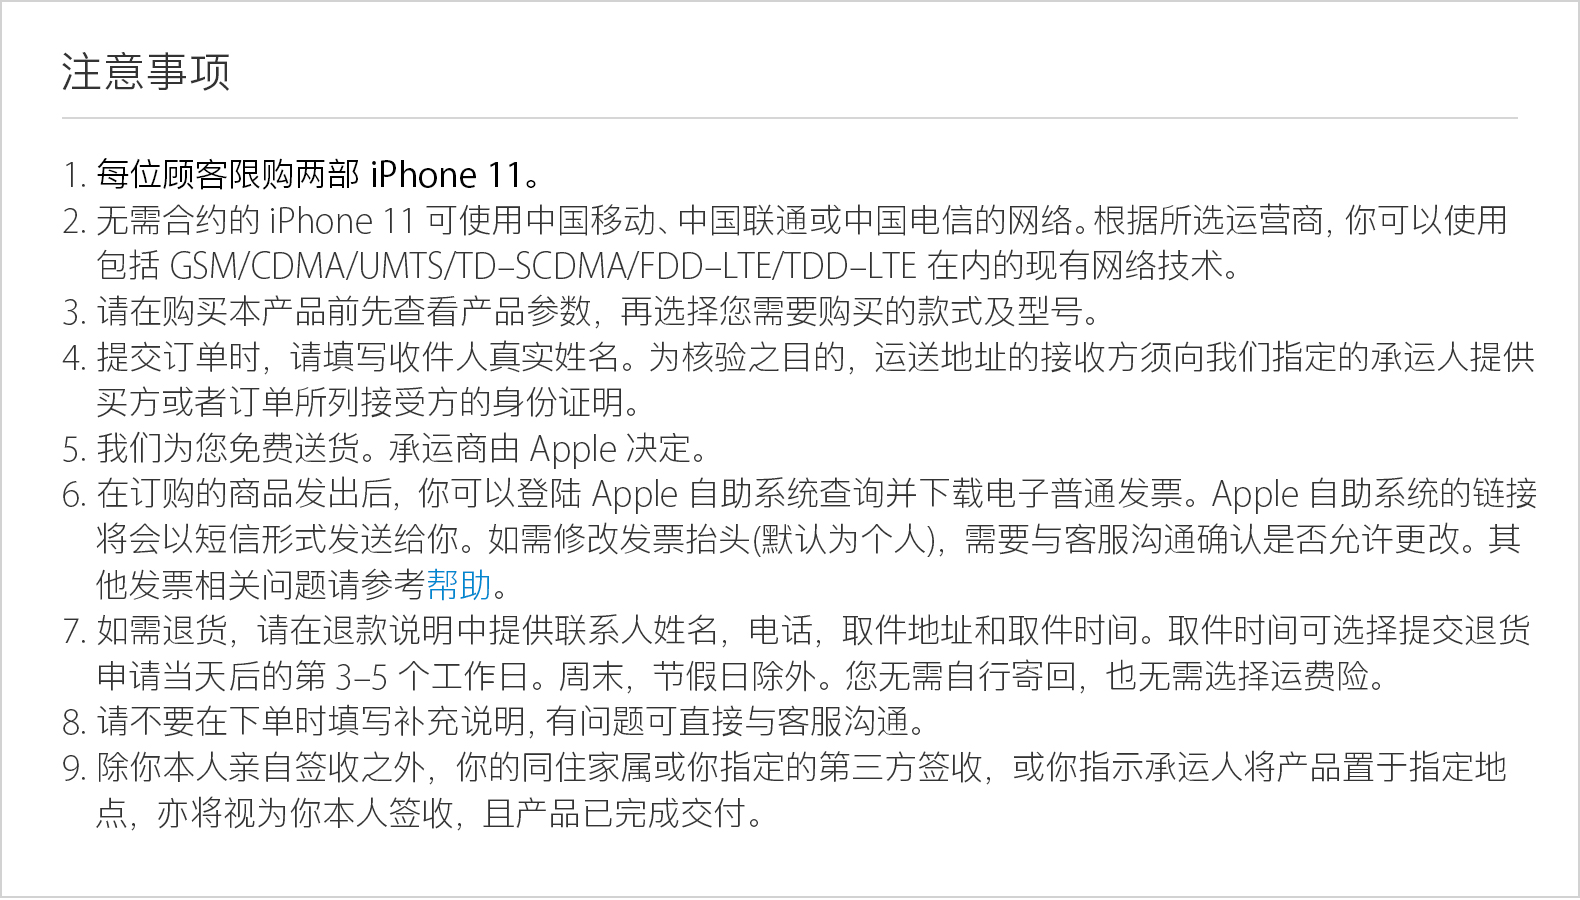 注意事项
1. 每位顾客限购两部 iPhone 11。
2. 无需合约的 iPhone 11 可使用中国移动、中国联通或中国电信的网络。根据所选运营商, 你可以使用
包括 GSM/CDMA/UMTS/TD–SCDMA/FDD–LTE/TDD–LTE 在内的现有网络技术。
3. 请在购买本产品前先查看产品参数，再选择您需要购买的款式及型号。
4. 提交订单时，请填写收件人真实姓名。为核验之目的，运送地址的接收方须向我们指定的承运人提供
买方或者订单所列接受方的身份证明。
5. 我们为您免费送货。承运商由 Apple 决定。
6. 在订购的商品发出后，你可以登陆 Apple 自助系统查询并下载电子普通发票。Apple 自助系统的链接
将会以短信形式发送给你。如需修改发票抬头(默认为个人)，需要与客服沟通确认是否允许更改。其
他发票相关问题请参考帮助。
7. 如需退货，请在退款说明中提供联系人姓名，电话，取件地址和取件时间。取件时间可选择提交退货
申请当天后的第 3–5 个工作日。周末，节假日除外。您无需自行寄回，也无需选择运费险。
8. 请不要在下单时填写补充说明, 有问题可直接与客服沟通。
9. 除你本人亲自签收之外，你的同住家属或你指定的第三方签收，或你指示承运人将产品置于指定地
点，亦将视为你本人签收，且产品已完成交付。